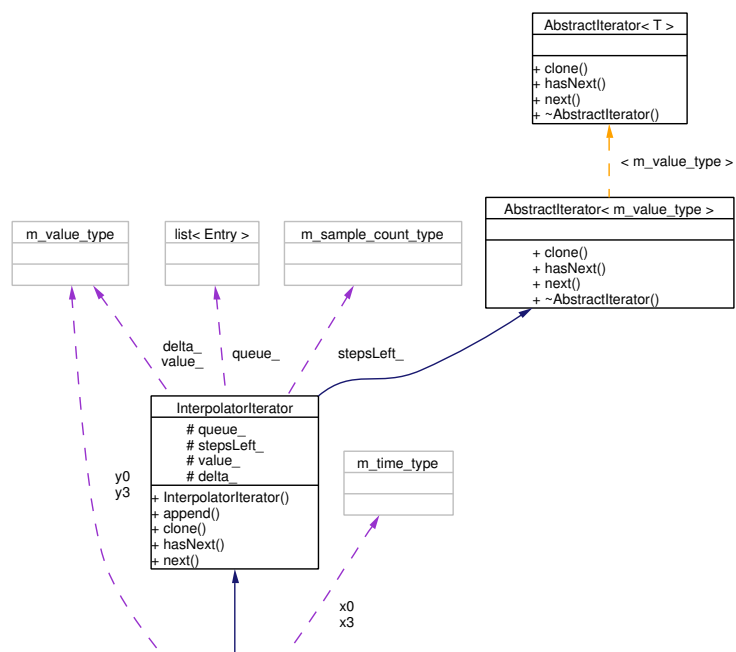 AbstractIterator< T >
+ clone()
+ hasNext()
+ next()
+ ~AbstractIterator()
< m_value_type >
AbstractIterator< m_value_type >
+ clone()
+ hasNext()
+ next()
+ ~AbstractIterator()
m_value_type
list< Entry >
m_sample_count_type
delta_
value_
queue_
stepsLeft_
InterpolatorIterator
# queue_
# stepsLeft_
# value_
# delta_
+ InterpolatorIterator()
+ append()
+ clone()
+ hasNext()
+ next()
m_time_type
y0
y3
x0
x3